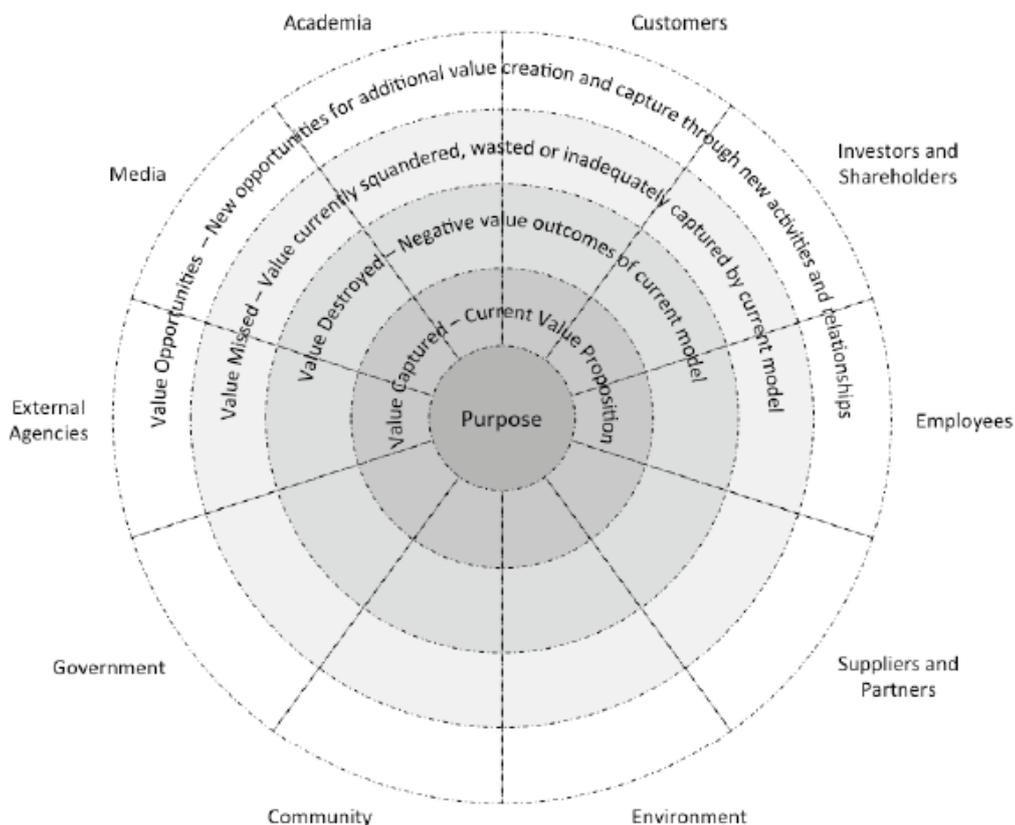 Academia
Customers
Media
Investors and
Shareholders
External
Agencies
Employees
Government
Suppliers and
Partners
Community
Environment
Value Opportunities – New opportunities for additional value creation and capture through new activities and relationships
Value Missed – Value currently squandered, wasted or inadequately captured by current model
Value Destroyed – Negative value outcomes of current model
Value Captured – Current Value Proposition
Purpose